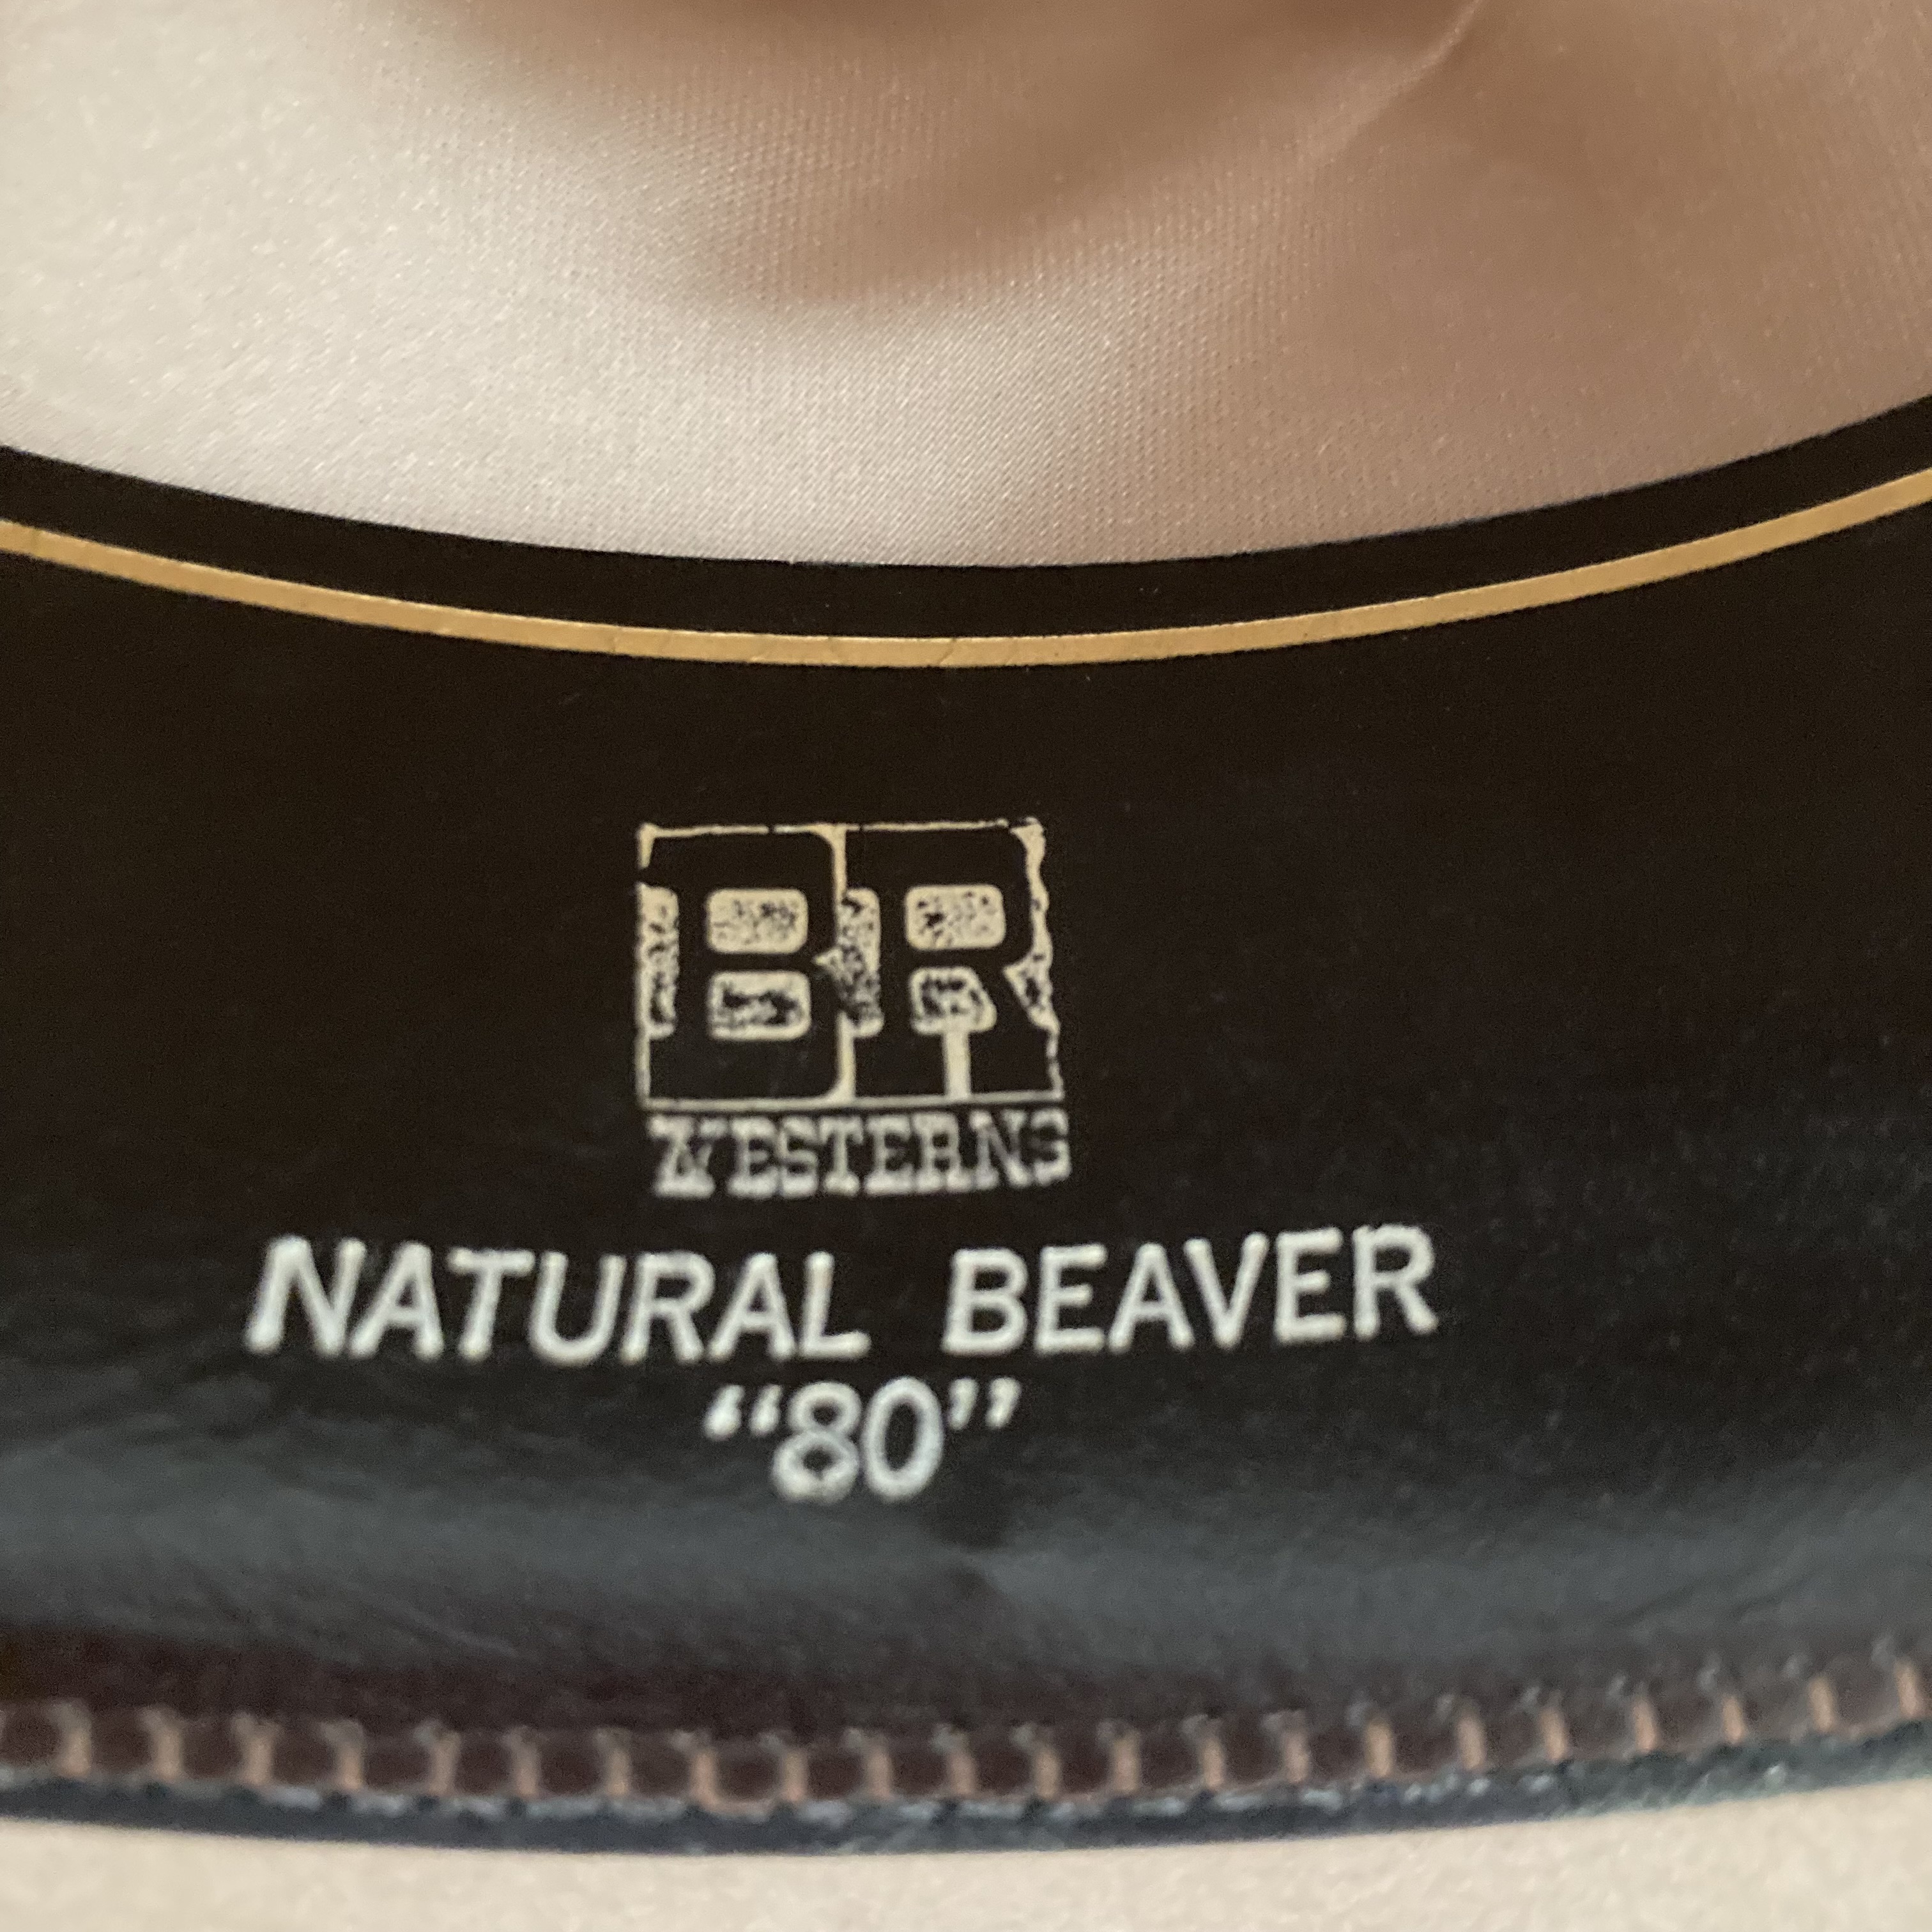 BR
WESTERNS
NATURAL BEAVER
“80”